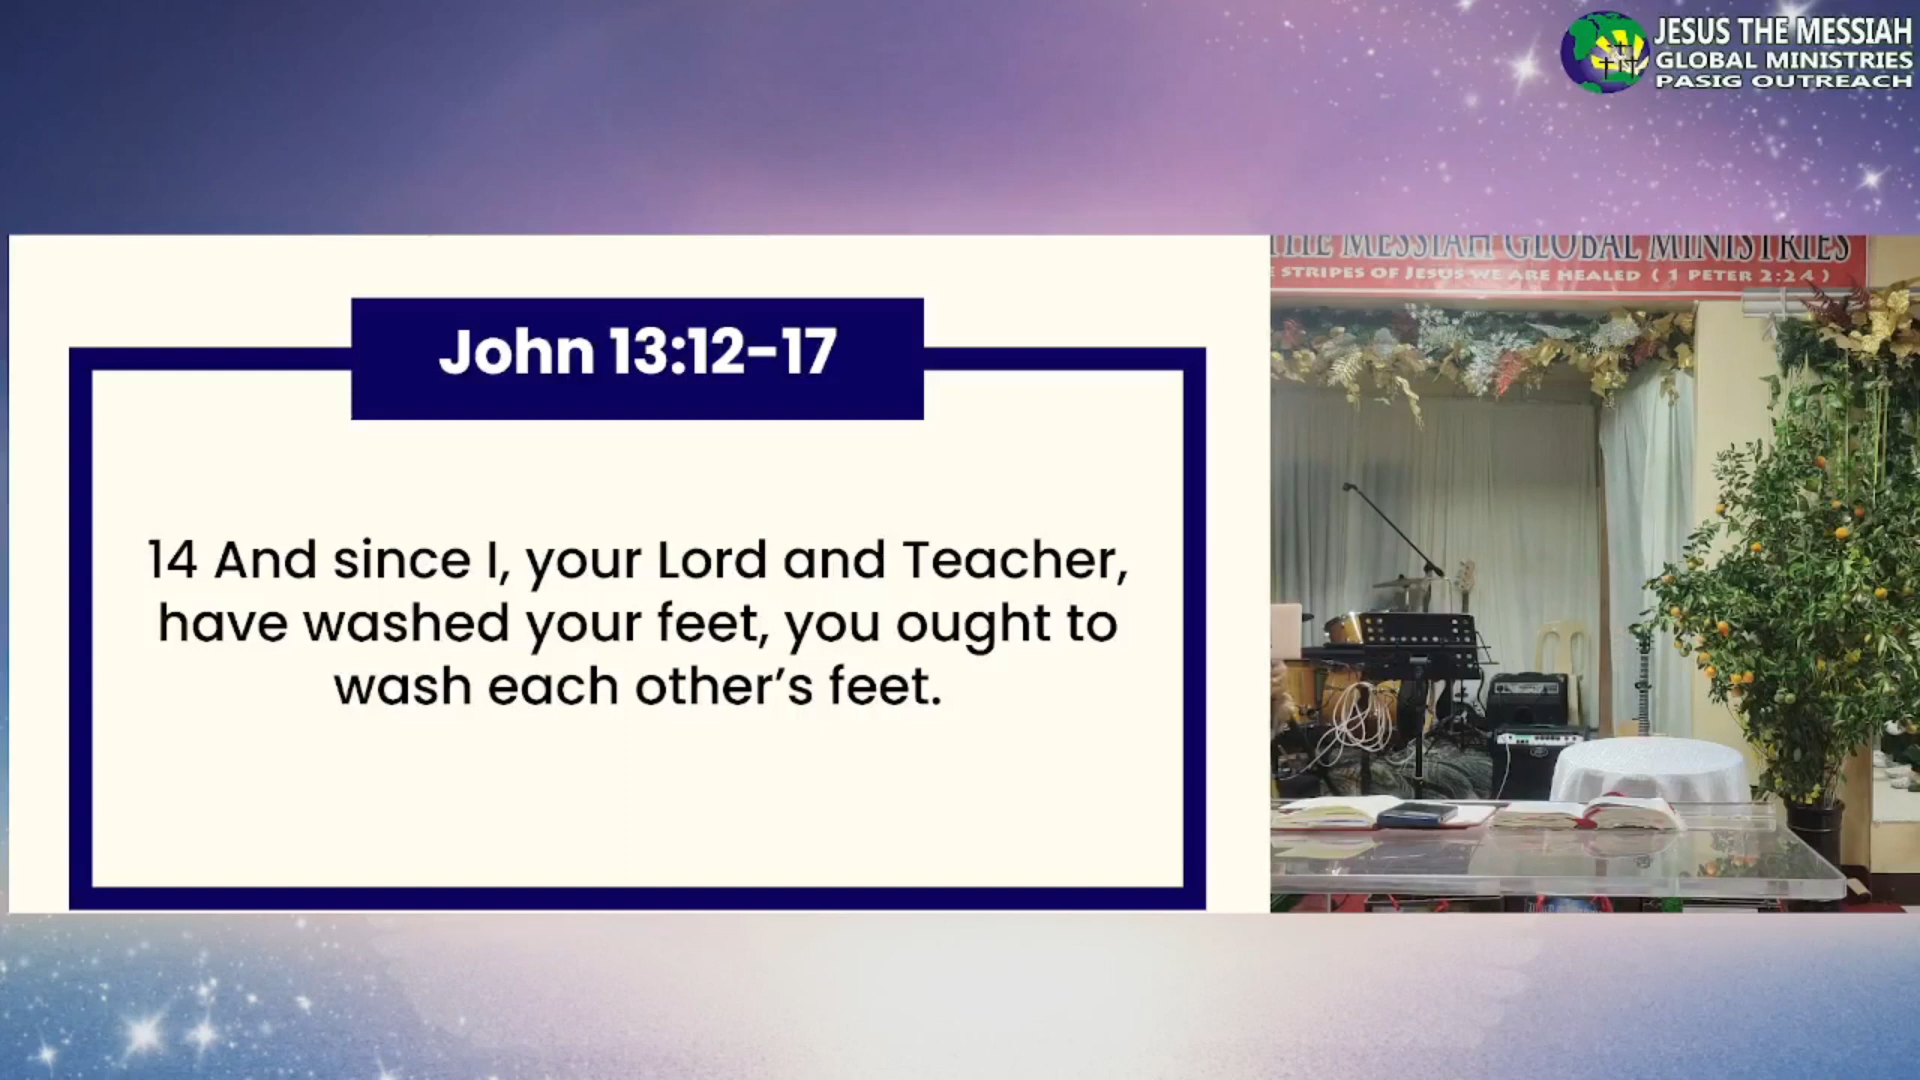 JESUS THE MESSIAH
GLOBAL MINISTRIES
PASIG OUTREACH
John 13:12-17
14 And since I, your Lord and Teacher,
have washed your feet, you ought to
wash each other’s feet.
THE MESSIAH GLOBAL MINISTRIES
STRIPES OF JESUS WE ARE HEALED ( 1 PETER 2:24 )